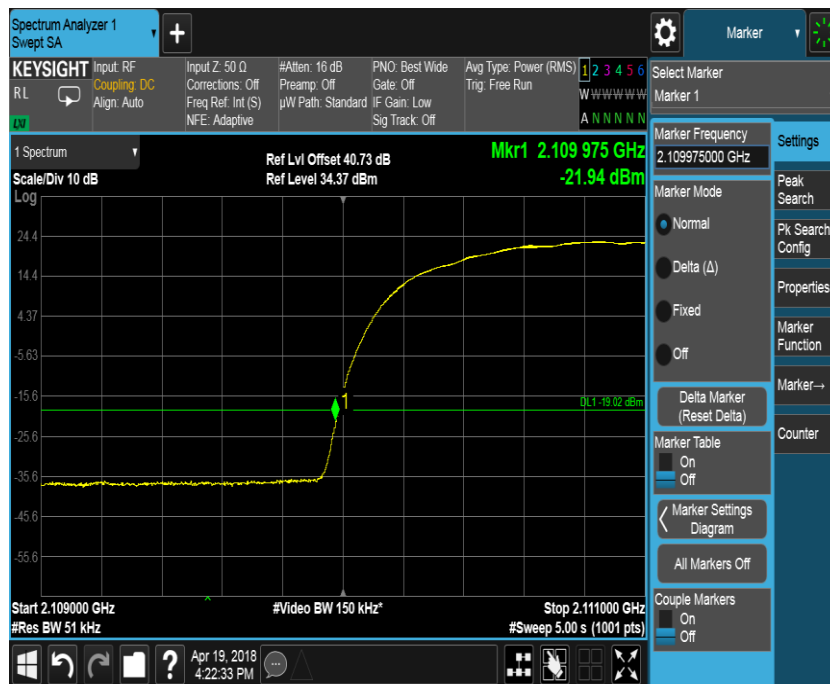 Spectrum Analyzer 1
Swept SA
+
Marker
KEYSIGHT
RL
LXI
Input: RF
Coupling: DC
Align: Auto
Input Z: 50 Ω
Corrections: Off
Freq Ref: Int (S)
NFE: Adaptive
#Atten: 16 dB
Preamp: Off
µW Path: Standard
PNO: Best Wide
Gate: Off
IF Gain: Low
Sig Track: Off
Avg Type: Power (RMS)
Trig: Free Run
1 2 3 4 5 6
W W W W W W
A N N N N N
1 Spectrum
Scale/Div 10 dB
Ref Lvl Offset 40.73 dB
Ref Level 34.37 dBm
Mkr1 2.109 975 GHz
-21.94 dBm
Log
24.4
14.4
4.37
-5.63
-15.6
-25.6
-35.6
-45.6
-55.6
1
DL1 -19.02 dBm
Start 2.109000 GHz
#Res BW 51 kHz
#Video BW 150 kHz*
Stop 2.111000 GHz
#Sweep 5.00 s (1001 pts)
?
Apr 19, 2018
4:22:33 PM
Select Marker
Marker 1
Marker Frequency
2.109975000 GHz
Marker Mode
Normal
Delta (Δ)
Fixed
Off
Delta Marker
(Reset Delta)
Marker Table
On
Off
Marker Settings
Diagram
All Markers Off
Couple Markers
On
Off
Settings
Peak
Search
Pk Search
Config
Properties
Marker
Function
Marker→
Counter